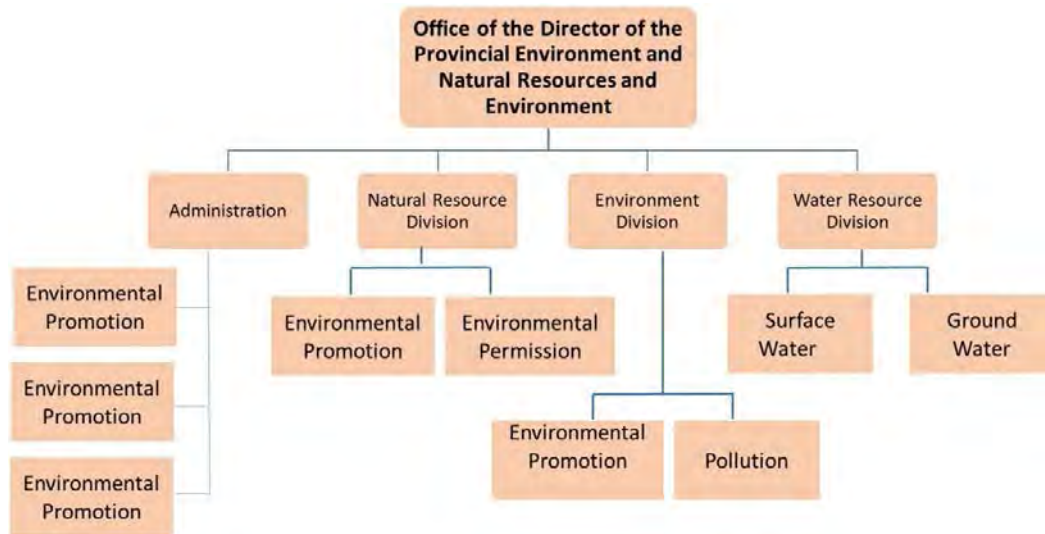 Office of the Director of the
Provincial Environment and
Natural Resources and
Environment
Administration
Natural Resource
Division
Environment
Division
Water Resource
Division
Environmental
Promotion
Environmental
Promotion
Environmental
Promotion
Environmental
Promotion
Environmental
Permission
Environmental
Promotion
Pollution
Surface
Water
Ground
Water